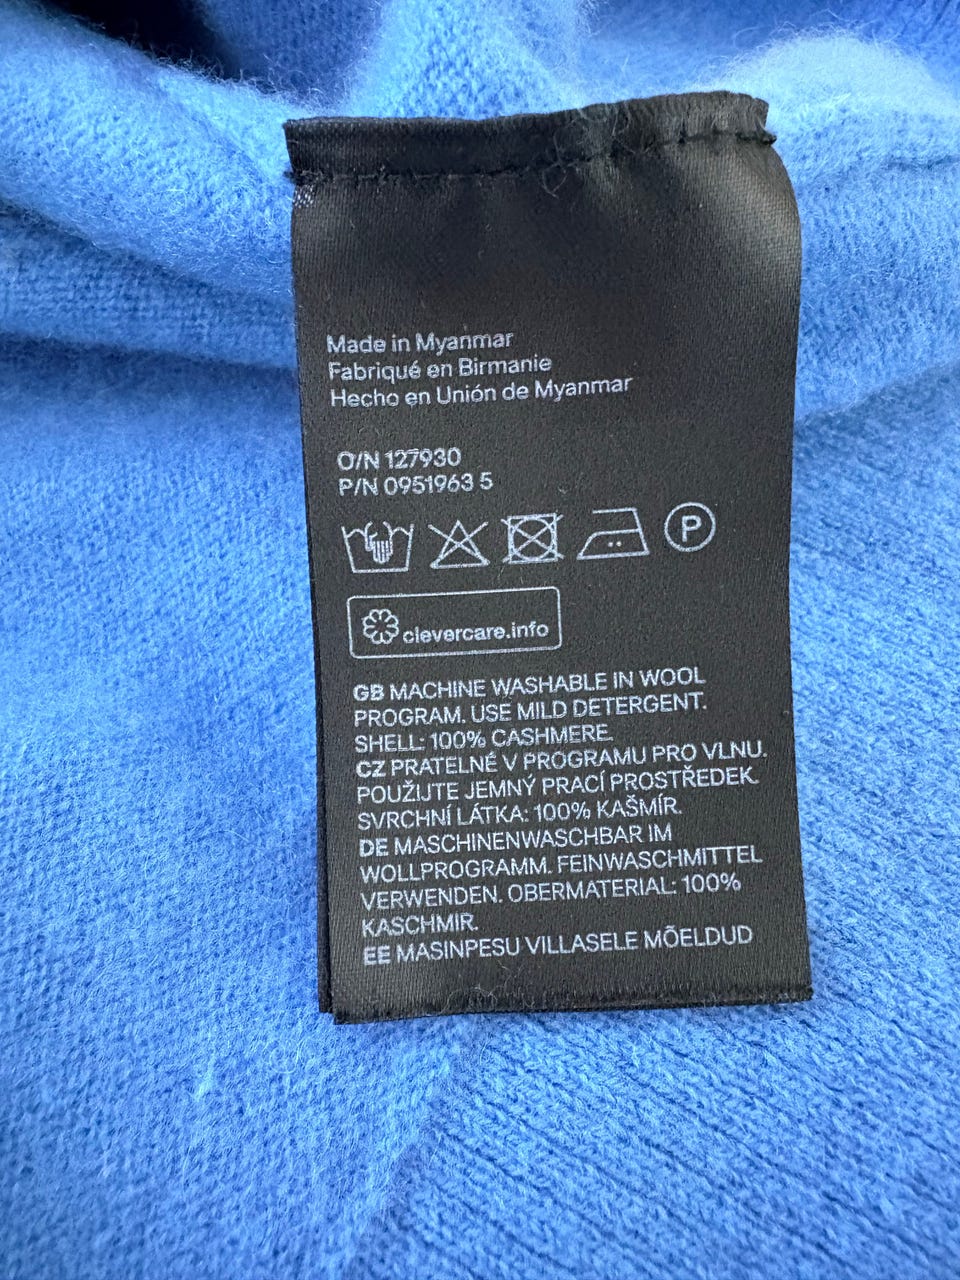 Made in Myanmar
Fabriqué en Birmanie
Hecho en Unión de Myanmar
O/N 127930
P/N 0951963 5
P
clevercare.info
GB MACHINE WASHABLE IN WOOL
PROGRAM. USE MILD DETERGENT.
SHELL: 100% CASHMERE.
CZ PRATELNÉ V PROGRAMU PRO VLNU.
POUŽIJTE JEMNÝ PRACÍ PROSTŘEDEK.
SVRCHNÍ LÁTKA: 100% KAŠMÍR.
DE MASCHINENWASCHBAR IM
WOLLPROGRAMM. FEINWASCHMITTEL
VERWENDEN. OBERMATERIAL: 100%
KASCHMIR.
EE MASINPESU VILLASELE MÕELDUD